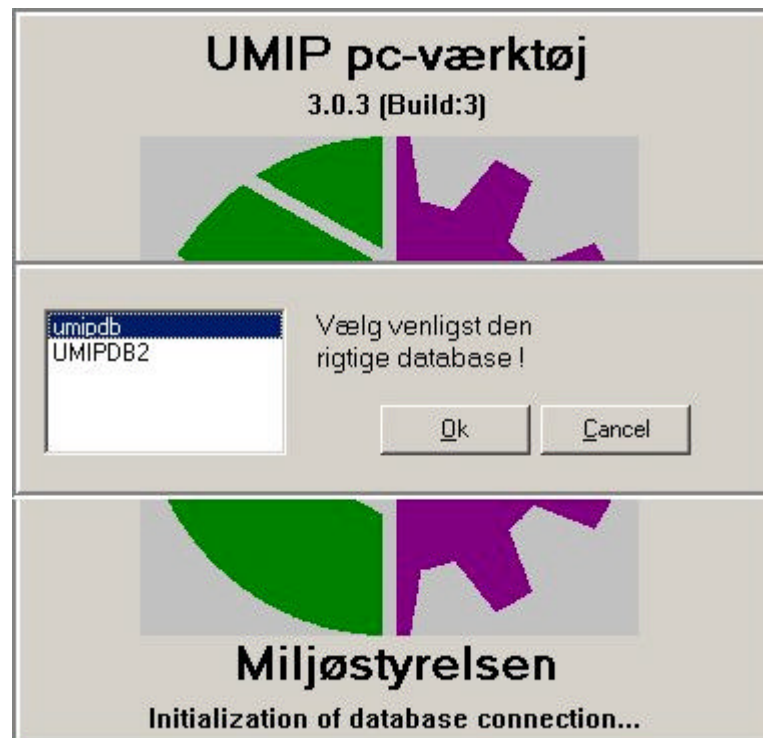 UMIP pc-værktøj
3.0.3 (Build:3)
umipdb
UMIPDB2
Vælg venligst den
rigtige database !
Ok
Cancel
Miljøstyrelsen
Initialization of database connection...